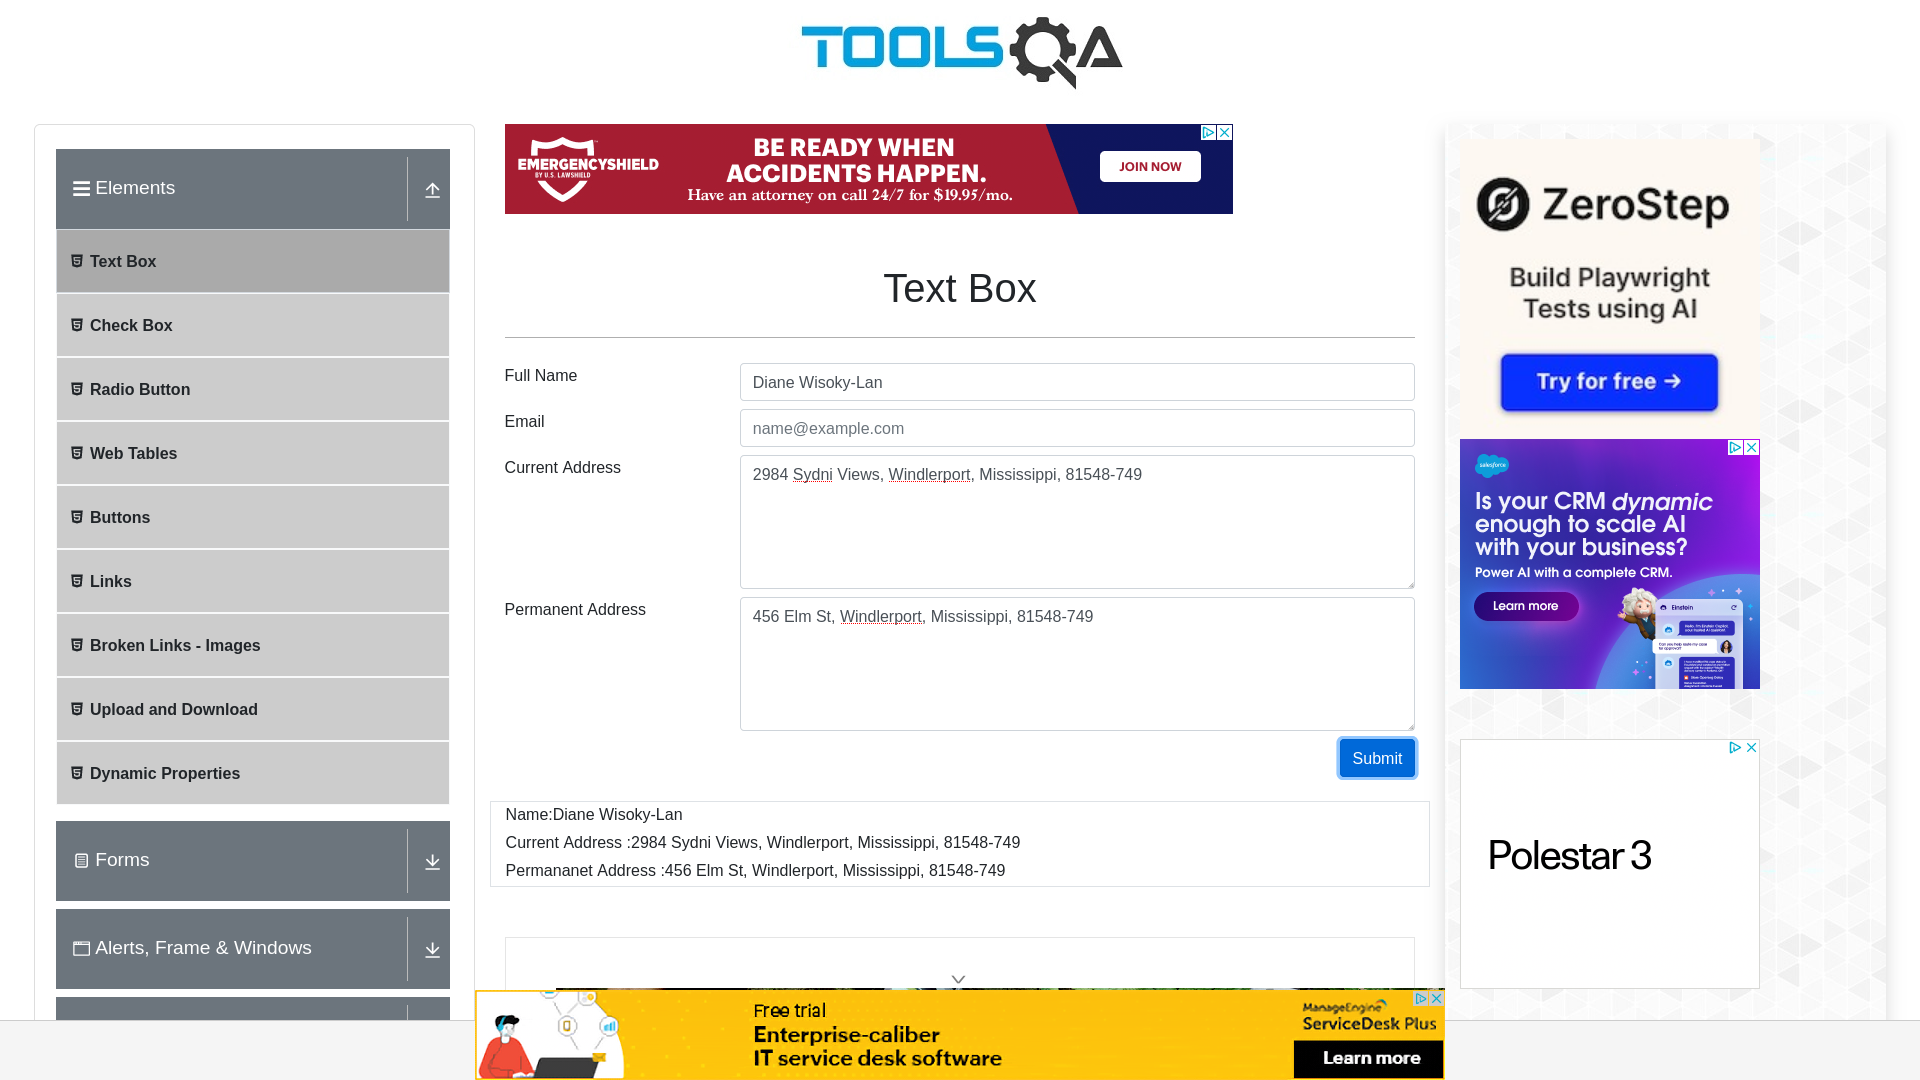 TOOLSQA
Elements
Text Box
Check Box
Radio Button
Web Tables
Buttons
Links
Broken Links - Images
Upload and Download
Dynamic Properties
Forms
Alerts, Frame & Windows
EMERGENCYSHIELD
BY U.S. LAWSHIELD
BE READY WHEN
ACCIDENTS HAPPEN.
Have an attorney on call 24/7 for $19.95/mo.
JOIN NOW
Text Box
Full Name
Diane Wisoky-Lan
Email
name@example.com
Current Address
2984 Sydni Views, Windlerport, Mississippi, 81548-749
Permanent Address
456 Elm St, Windlerport, Mississippi, 81548-749
Submit
Name:Diane Wisoky-Lan
Current Address :2984 Sydni Views, Windlerport, Mississippi, 81548-749
Permananet Address :456 Elm St, Windlerport, Mississippi, 81548-749
ZeroStep
Build Playwright
Tests using AI
Try for free →
salesforce
Is your CRM dynamic
enough to scale AI
with your business?
Power AI with a complete CRM.
Learn more
Einstein
Polestar 3
Free trial
Enterprise-caliber
IT service desk software
ManageEngine
ServiceDesk Plus
Learn more